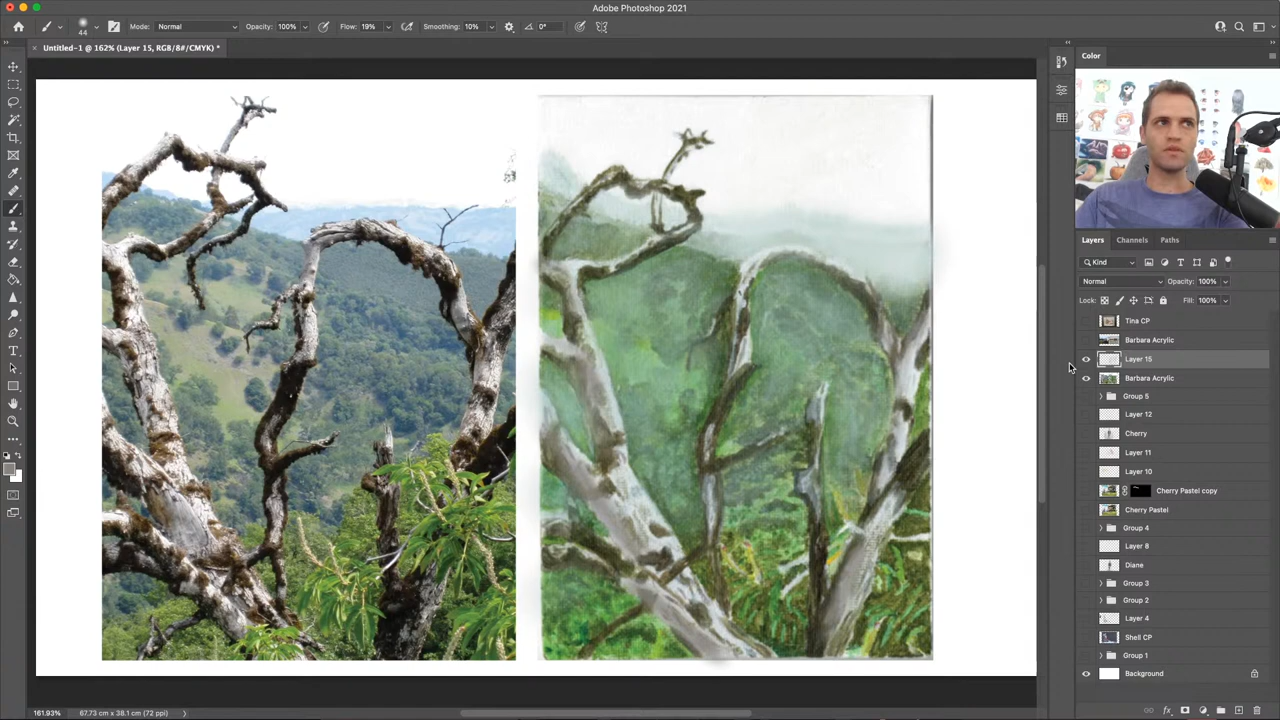 Adobe Photoshop 2021
44 Mode: Normal Opacity: 100% Flow: 19% Smoothing: 10% 0°
Untitled-1 @ 162% (Layer 15, RGB/8#/CMYK) *
Color
Layers Channels Paths
Kind
Normal Opacity: 100%
Lock: Fill: 100%
Tina CP
Barbara Acrylic
Layer 15
Barbara Acrylic
Group 5
Layer 12
Cherry
Layer 11
Layer 10
Cherry Pastel copy
Cherry Pastel
Group 4
Layer 8
Diane
Group 3
Group 2
Layer 4
Shell CP
Group 1
Background
161.93% 67.73 cm x 38.1 cm (72 ppi)